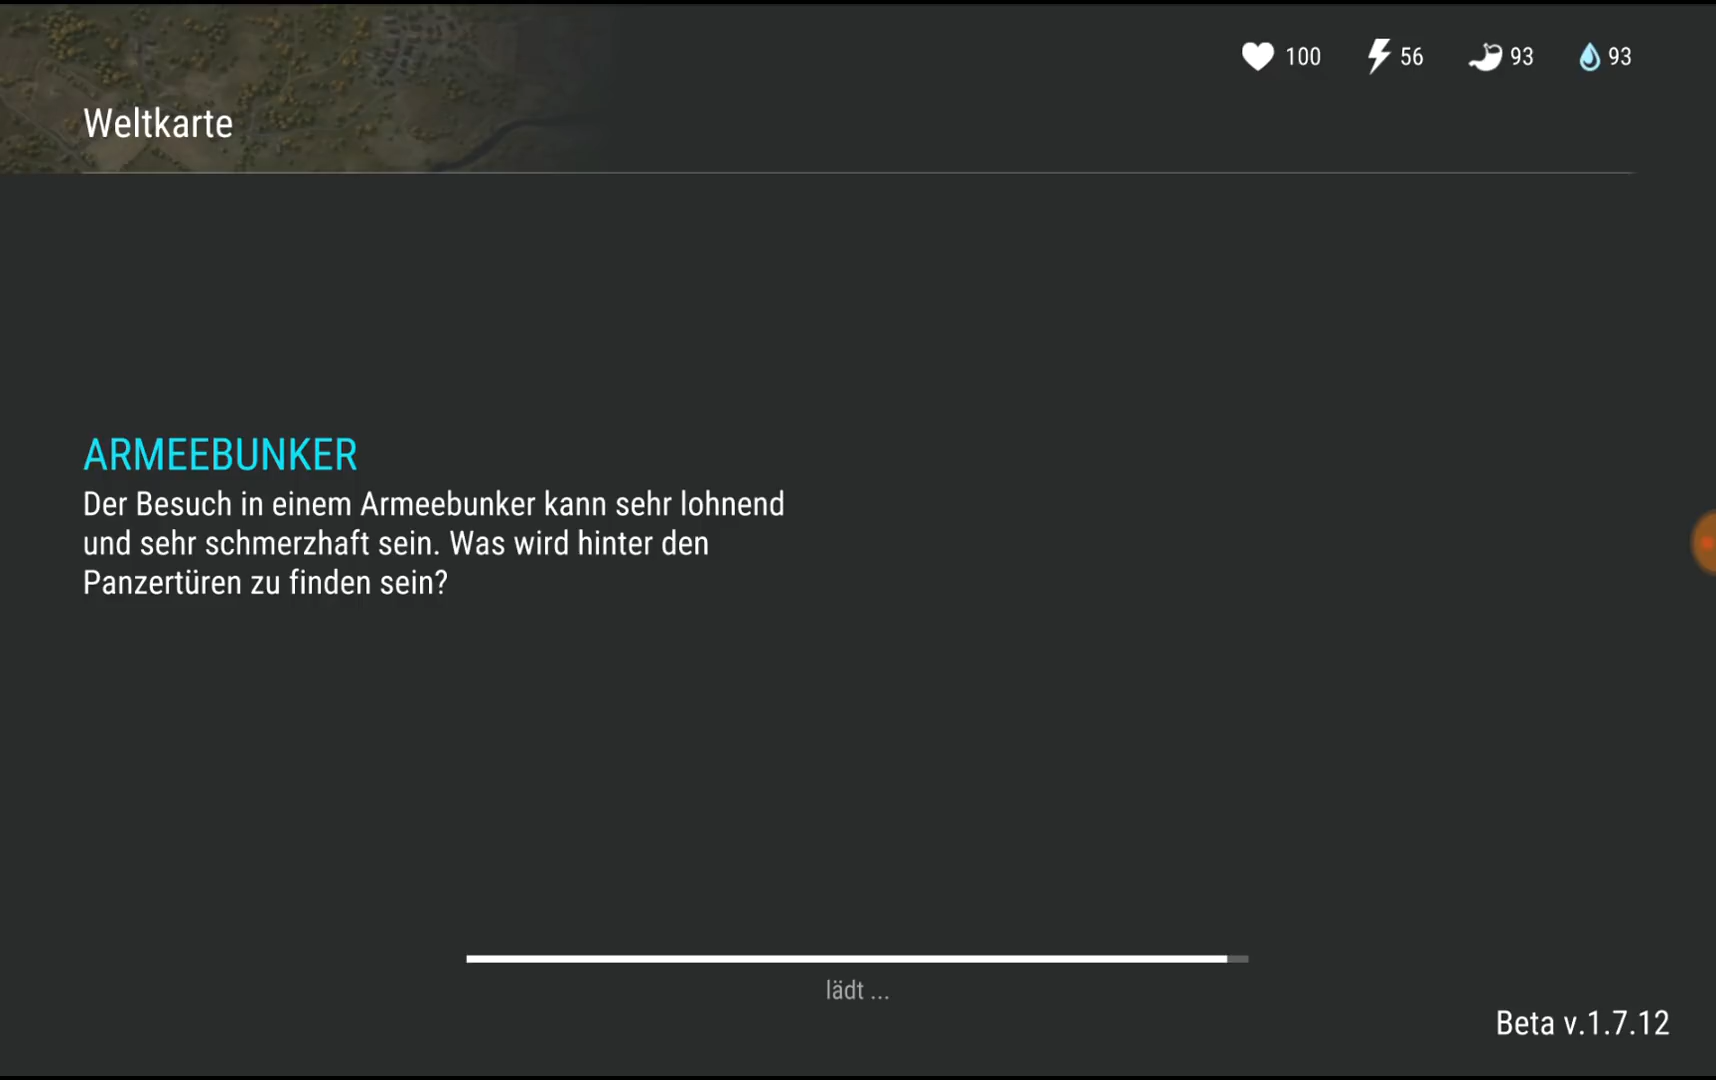 100 56 93 93
Weltkarte
ARMEEBUNKER
Der Besuch in einem Armeebunker kann sehr lohnend
und sehr schmerzhaft sein. Was wird hinter den
Panzertüren zu finden sein?
lädt ...
Beta v.1.7.12